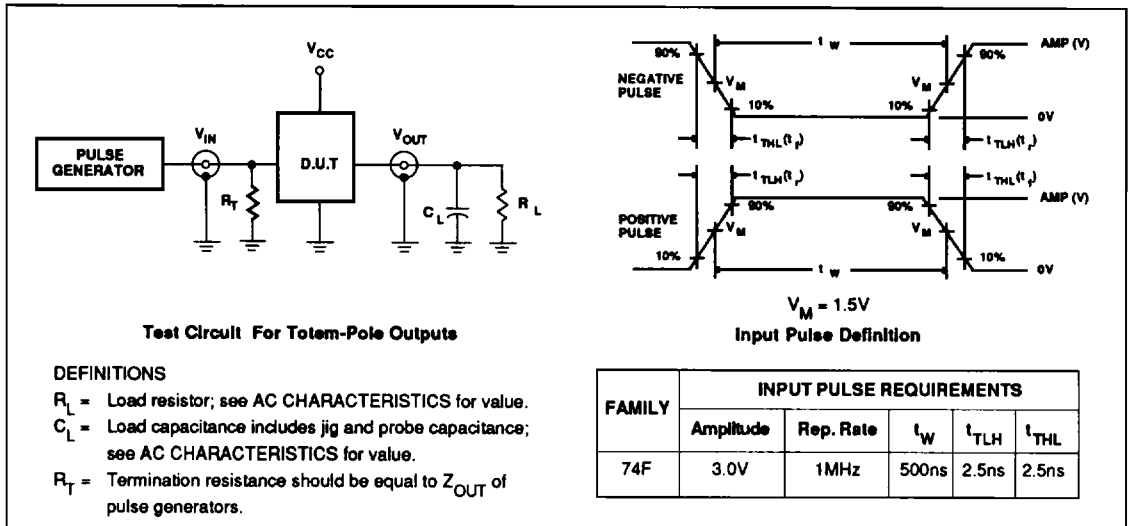 VCC
PULSE GENERATOR
VIN
RT
D.U.T
VOUT
CL
RL
Test Circuit For Totem-Pole Outputs
DEFINITIONS
RL = Load resistor; see AC CHARACTERISTICS for value.
CL = Load capacitance includes jig and probe capacitance;
see AC CHARACTERISTICS for value.
RT = Termination resistance should be equal to ZOUT of
pulse generators.
90%
tW
90%
AMP (V)
NEGATIVE
PULSE
VM
VM
10%
10%
0V
tTHL(tf)
tTLH(tr)
tTLH(tr)
tTHL(tf)
AMP (V)
POSITIVE
PULSE
90%
90%
VM
VM
10%
tW
10%
0V
VM = 1.5V
Input Pulse Definition
FAMILY
INPUT PULSE REQUIREMENTS
Amplitude Rep. Rate tW tTLH tTHL
74F 3.0V 1MHz 500ns 2.5ns 2.5ns